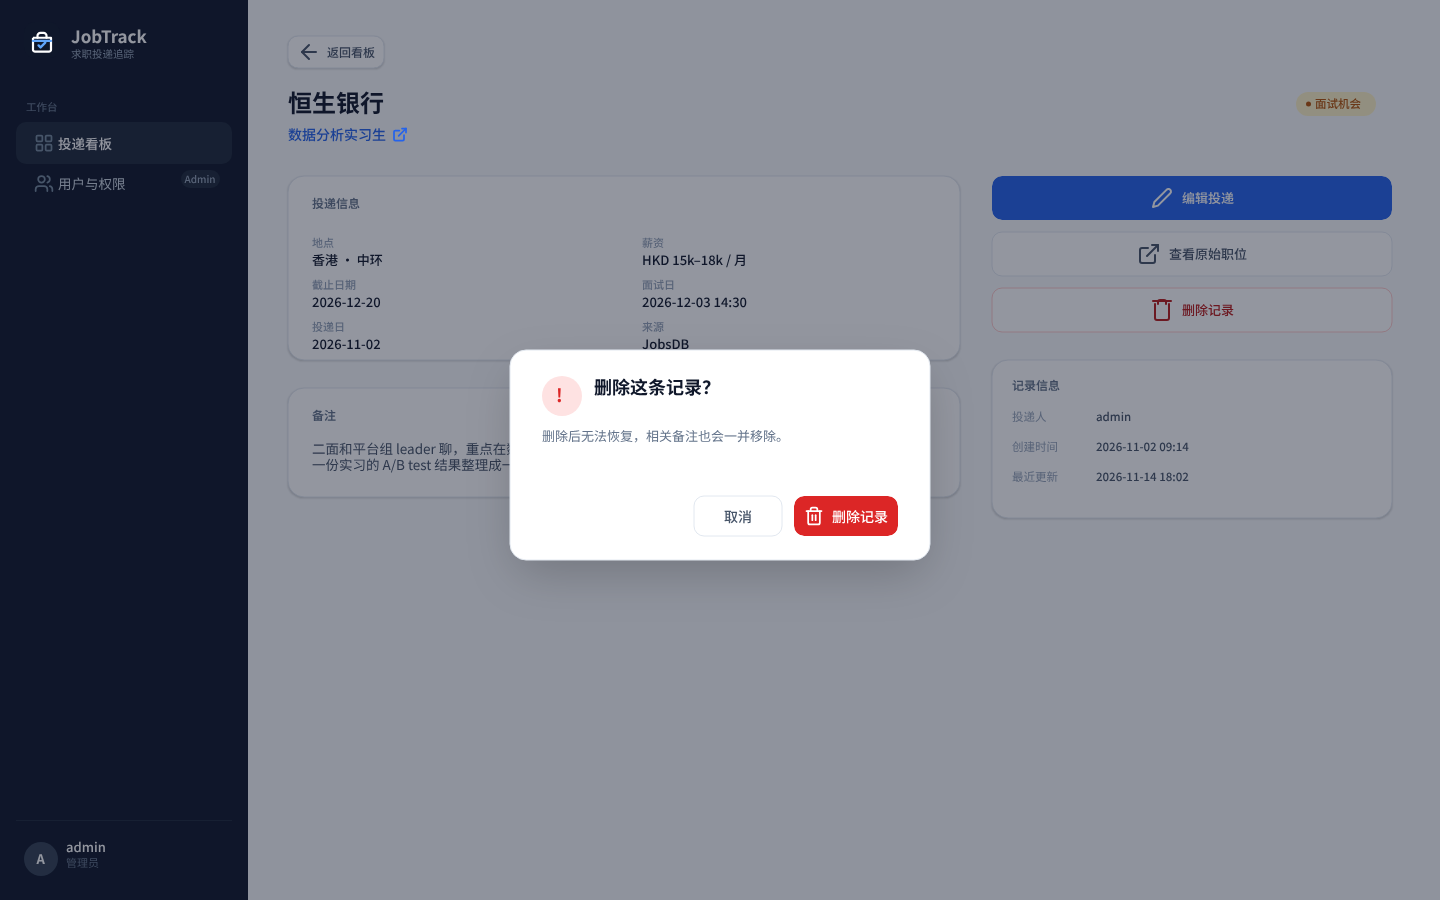 JobTrack
求职投递追踪
工作台
投递看板
用户与权限
Admin
admin
管理员
A
返回看板
恒生银行
数据分析实习生
面试机会
投递信息
地点
香港 · 中环
薪资
HKD 15k–18k / 月
截止日期
2026-12-20
面试日
2026-12-03 14:30
投递日
2026-11-02
来源
JobsDB
备注
二面和平台组 leader 聊，重点在
一份实习的 A/B test 结果整理成一
编辑投递
查看原始职位
删除记录
记录信息
投递人
admin
创建时间
2026-11-02 09:14
最近更新
2026-11-14 18:02
!
删除这条记录?
删除后无法恢复，相关备注也会一并移除。
取消
删除记录